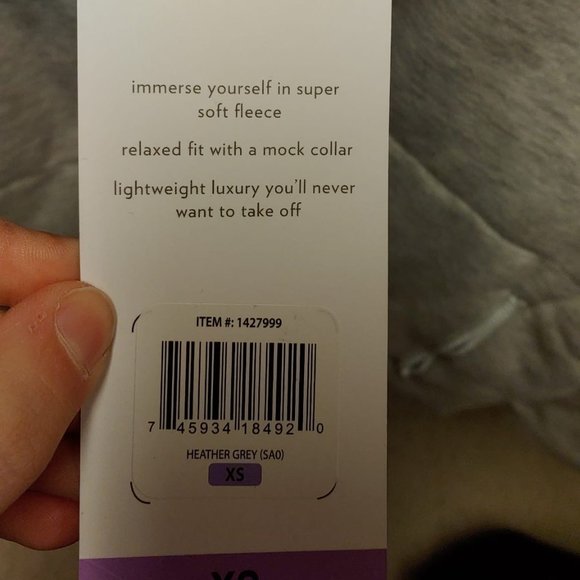 immerse yourself in super
soft fleece
relaxed fit with a mock collar
lightweight luxury you'll never
want to take off
ITEM #: 1427999
7 45934 18492 0
HEATHER GREY (SA0)
XS
XS